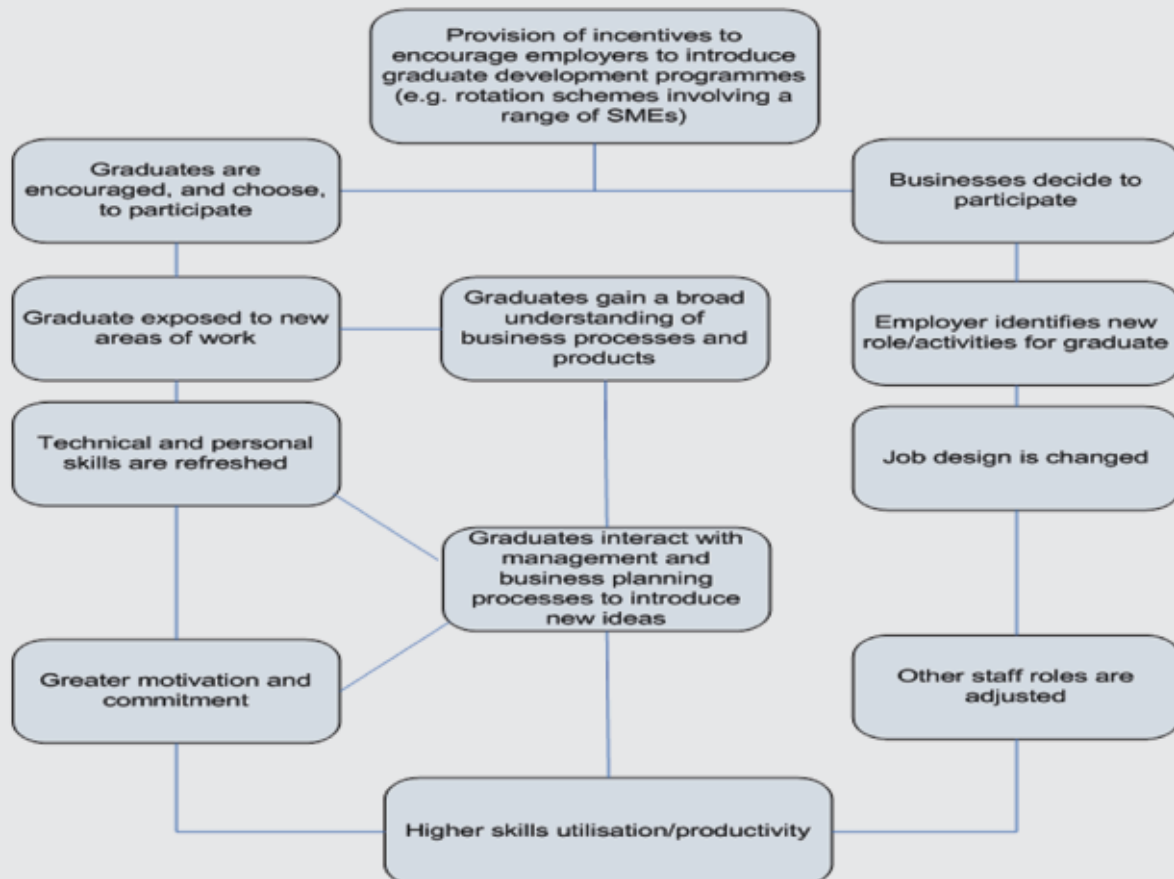 Provision of incentives to
encourage employers to introduce
graduate development programmes
(e.g. rotation schemes involving a
range of SMEs)
Graduates are
encouraged, and choose,
to participate
Businesses decide to
participate
Graduate exposed to new
areas of work
Graduates gain a broad
understanding of
business processes and
products
Employer identifies new
role/activities for graduate
Technical and personal
skills are refreshed
Job design is changed
Graduates interact with
management and
business planning
processes to introduce
new ideas
Greater motivation and
commitment
Other staff roles are
adjusted
Higher skills utilisation/productivity